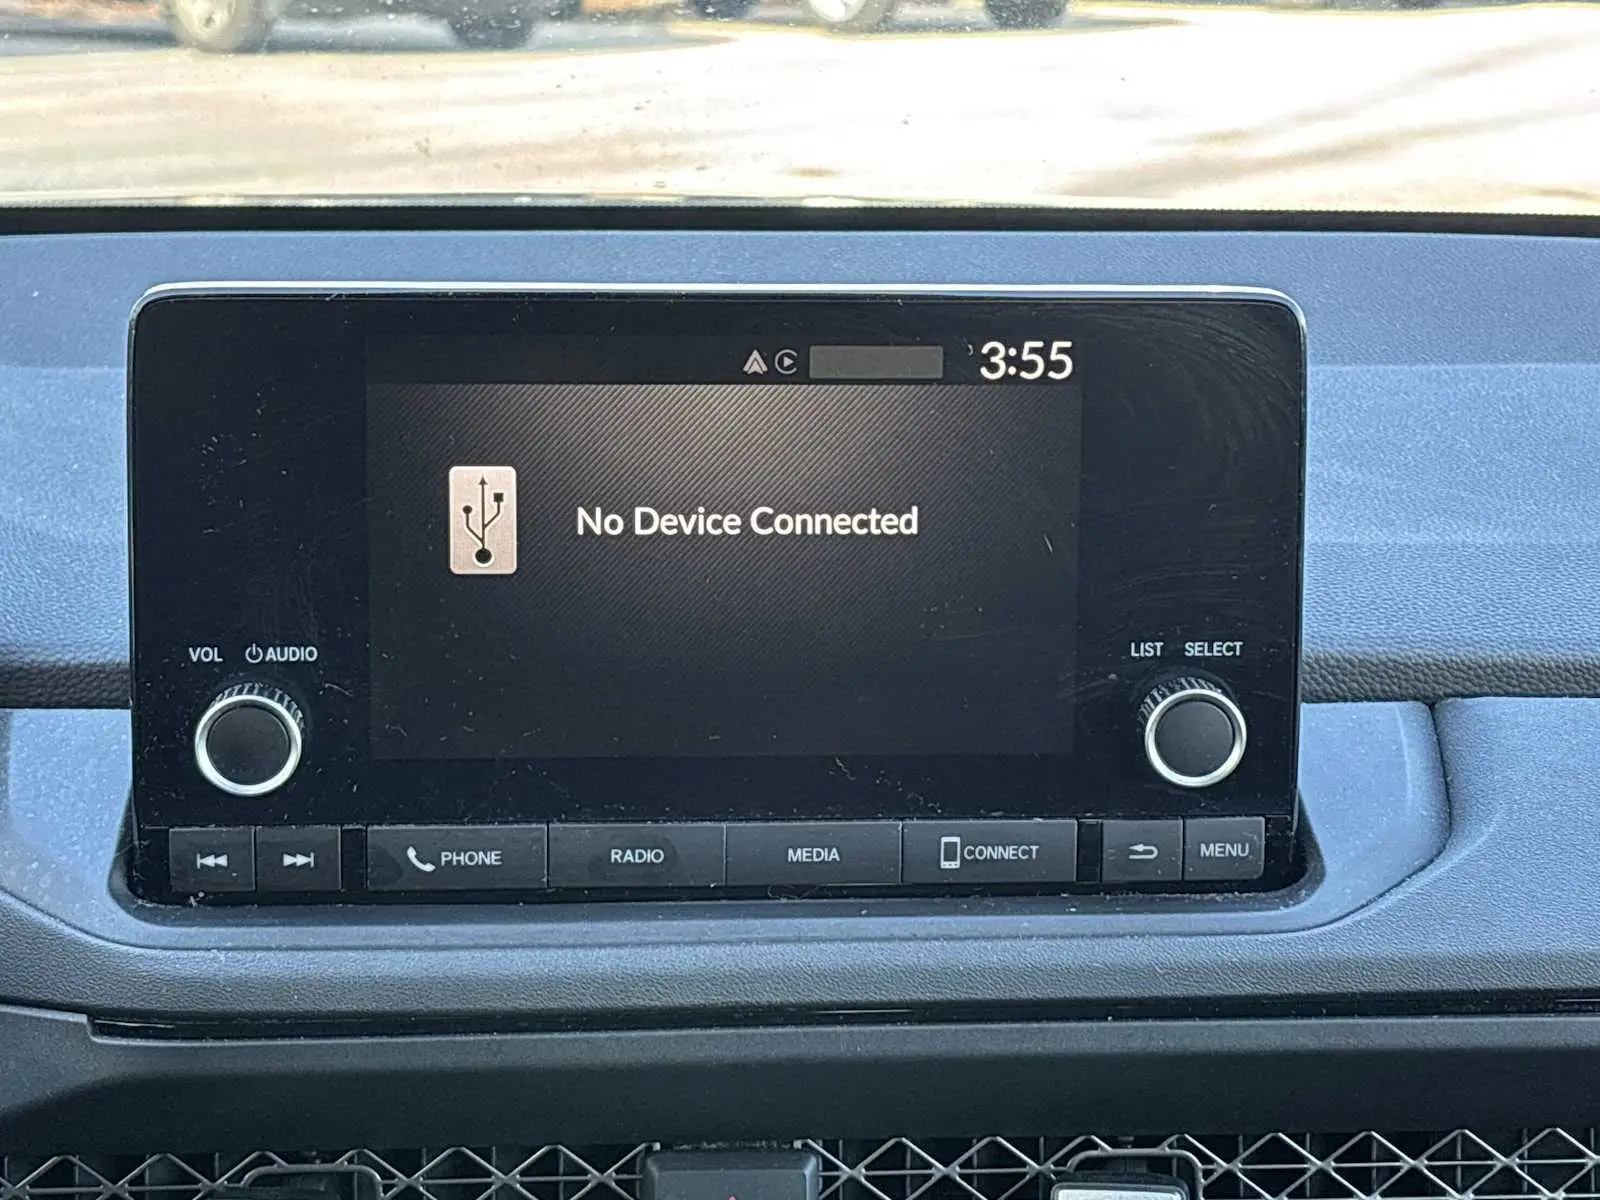 3:55
No Device Connected
VOL AUDIO
LIST SELECT
PHONE RADIO MEDIA CONNECT MENU